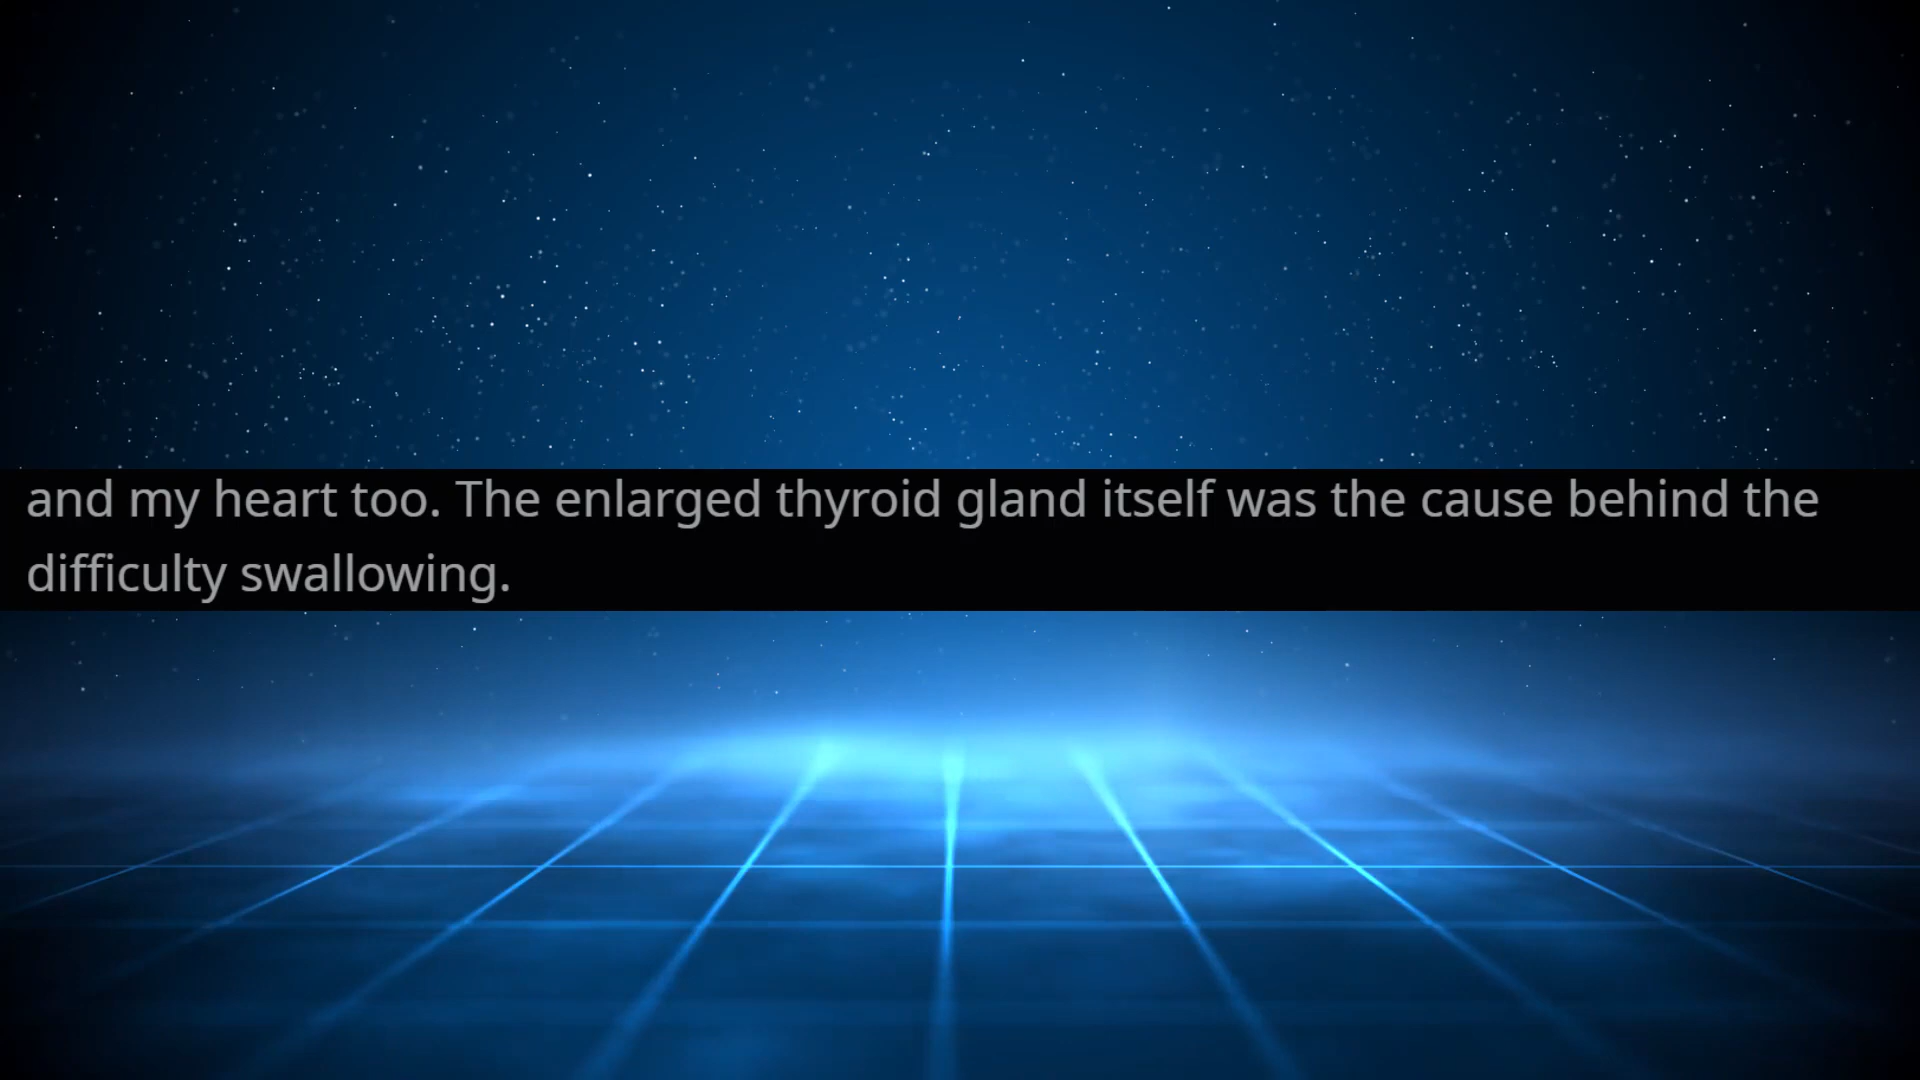 and my heart too. The enlarged thyroid gland itself was the cause behind the
difficulty swallowing.